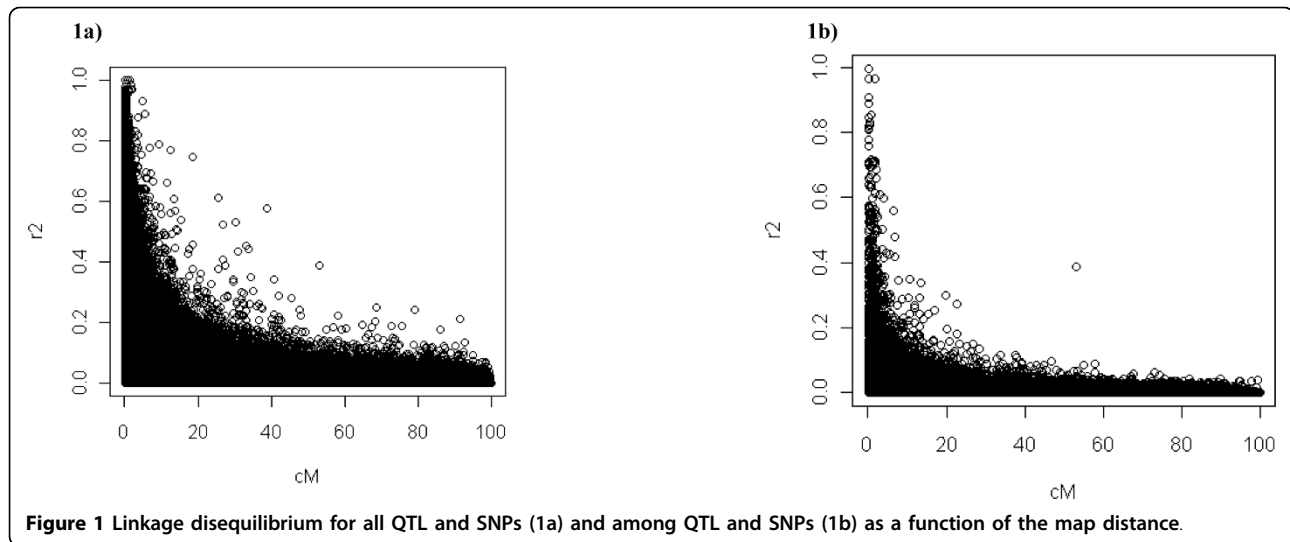 1a)
1b)
r2
0.0 0.2 0.4 0.6 0.8 1.0
0 20 40 60 80 100
cM
r2
0.0 0.2 0.4 0.6 0.8 1.0
0 20 40 60 80 100
cM
Figure 1 Linkage disequilibrium for all QTL and SNPs (1a) and among QTL and SNPs (1b) as a function of the map distance.